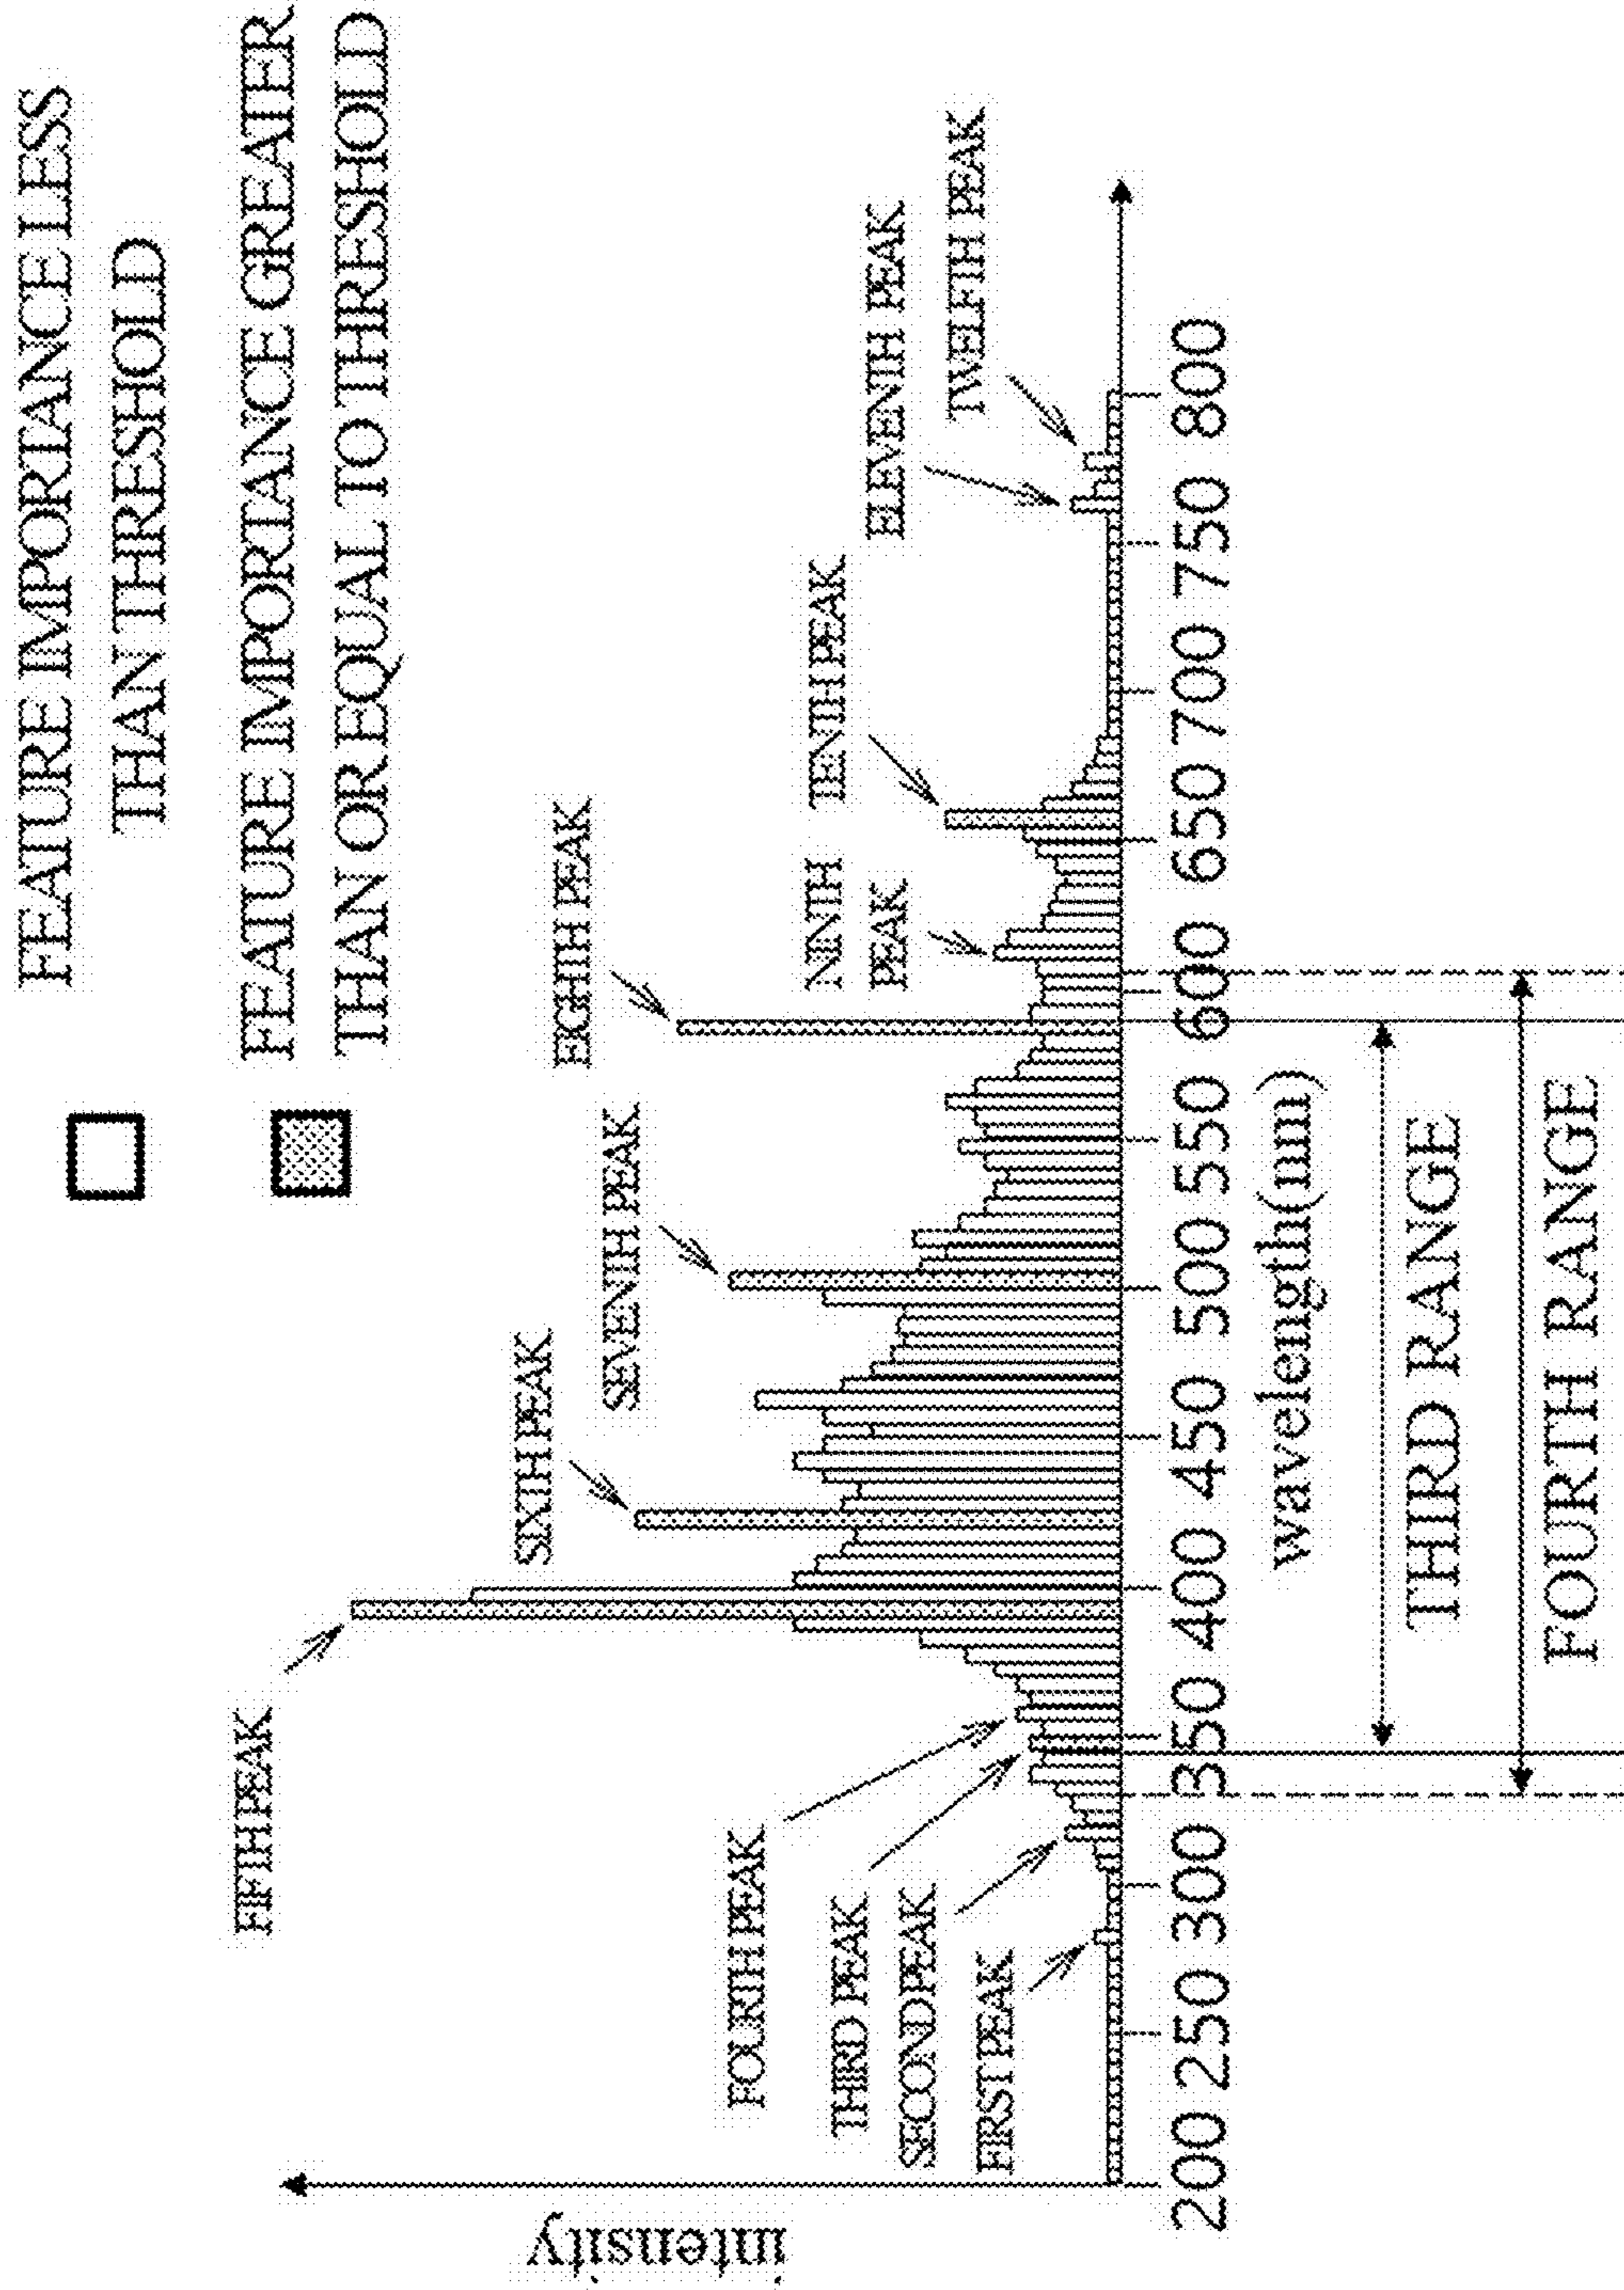 FEATURE IMPORTANCE LESS
THAN THRESHOLD
FEATURE IMPORTANCE GREATER
THAN OR EQUAL TO THRESHOLD
intensity
FIFTH PEAK
SIXTH PEAK
EIGHTH PEAK
SEVENTH PEAK
FOURTH PEAK
NINTH
PEAK
TENTH PEAK
THIRD PEAK
ELEVENTH PEAK
SECOND PEAK
TWELFTH PEAK
FIRST PEAK
200 250 300 350 400 450 500 550 600 650 700 750 800
wavelength(nm)
THIRD RANGE
FOURTH RANGE